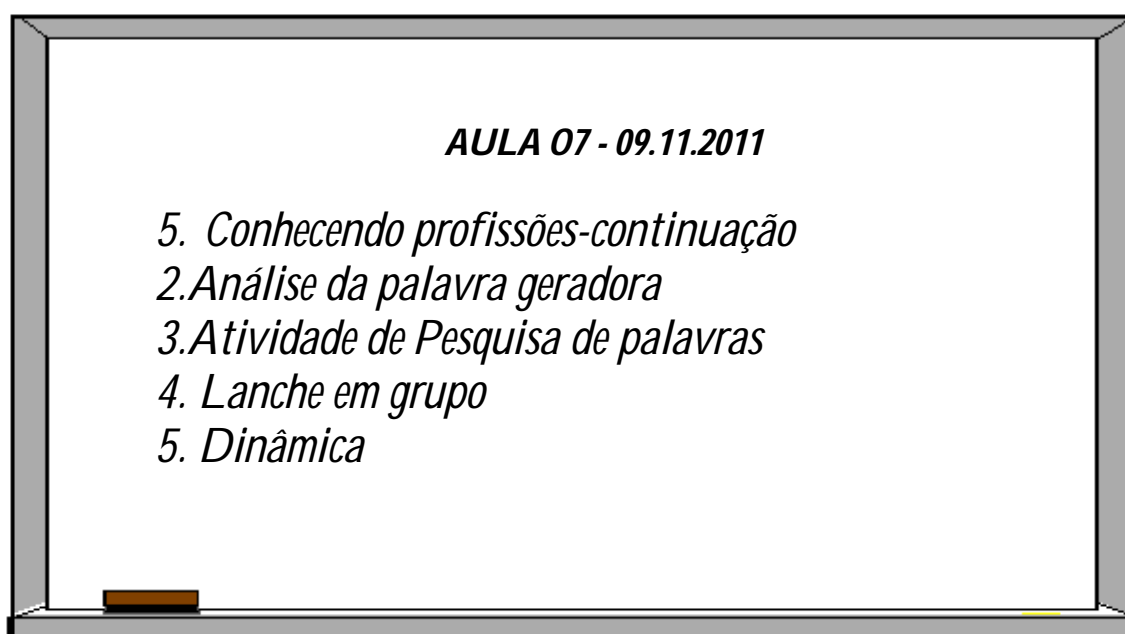 AULA O7 - 09.11.2011
5. Conhecendo profissões-continuação
2.Análise da palavra geradora
3.Atividade de Pesquisa de palavras
4. Lanche em grupo
5. Dinâmica